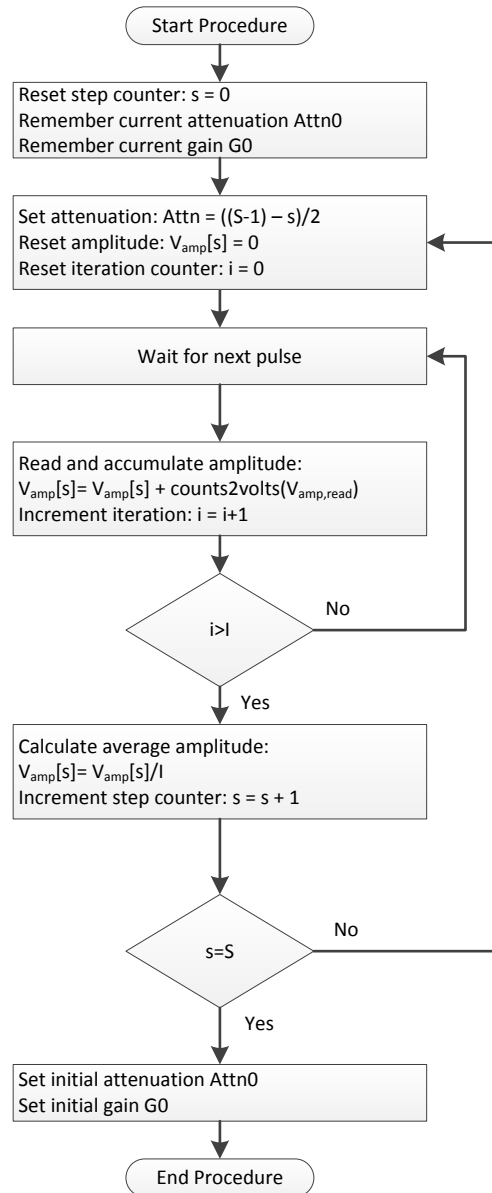 Start Procedure
Reset step counter: s = 0
Remember current attenuation Attn0
Remember current gain G0
Set attenuation: Attn = ((S-1) – s)/2
Reset amplitude: Vamp[s] = 0
Reset iteration counter: i = 0
Wait for next pulse
Read and accumulate amplitude:
Vamp[s]= Vamp[s] + counts2volts(Vamp,read)
Increment iteration: i = i+1
i>I
No
Yes
Calculate average amplitude:
Vamp[s]= Vamp[s]/I
Increment step counter: s = s + 1
s=S
No
Yes
Set initial attenuation Attn0
Set initial gain G0
End Procedure